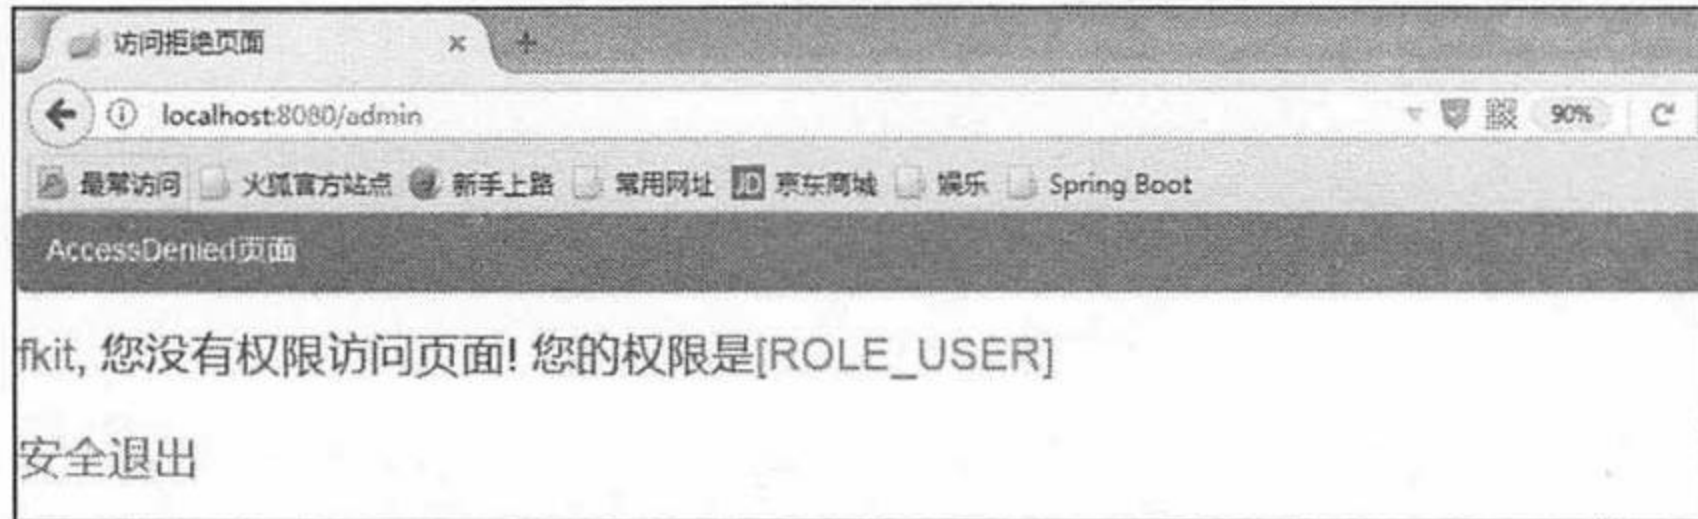 访问拒绝页面
localhost:8080/admin
90%
最常访问 火狐官方站点 新手上路 常用网址 JD 京东商城 娱乐 Spring Boot
AccessDenied页面
fkit, 您没有权限访问页面! 您的权限是[ROLE_USER]
安全退出